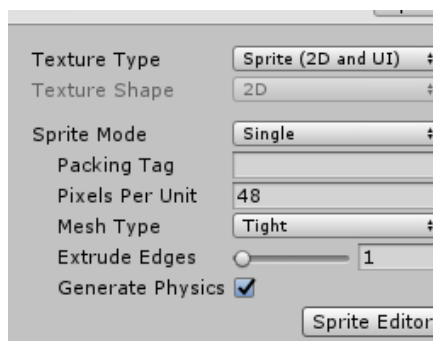 Texture Type Sprite (2D and UI)
Texture Shape 2D
Sprite Mode Single
Packing Tag
Pixels Per Unit 48
Mesh Type Tight
Extrude Edges 1
Generate Physics
Sprite Editor